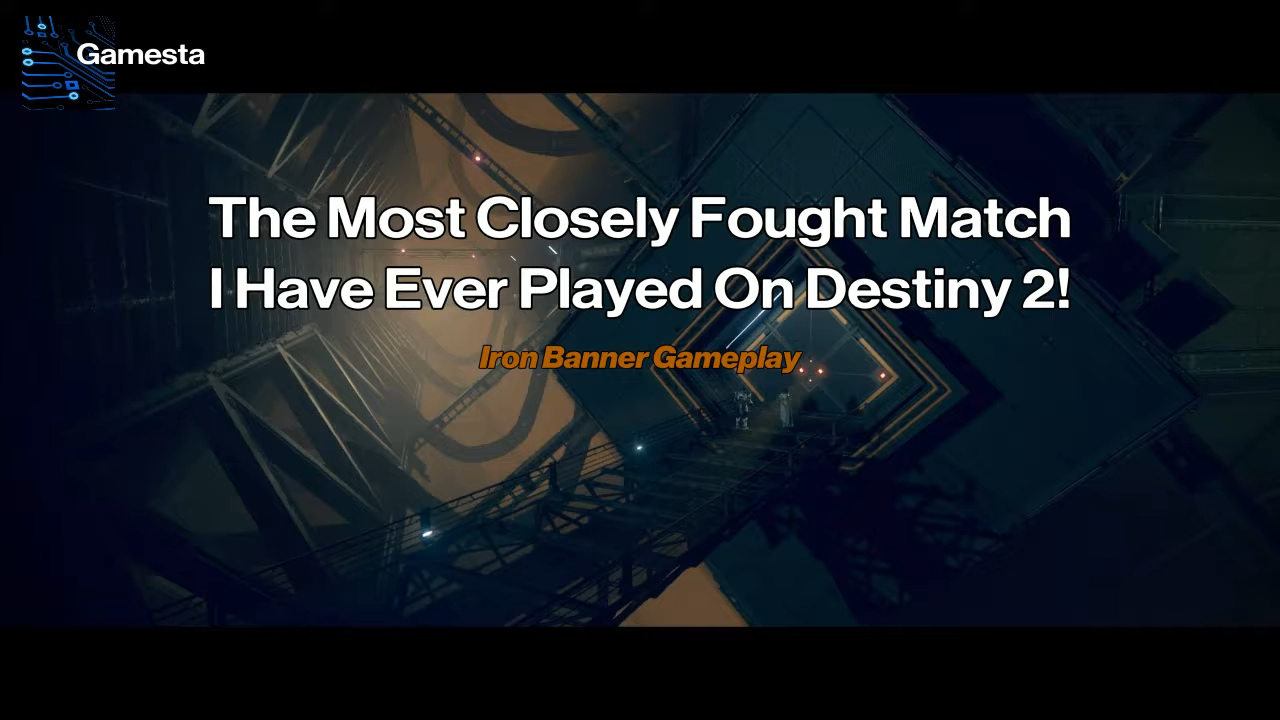 Gamesta
The Most Closely Fought Match
I Have Ever Played On Destiny 2!
Iron Banner Gameplay